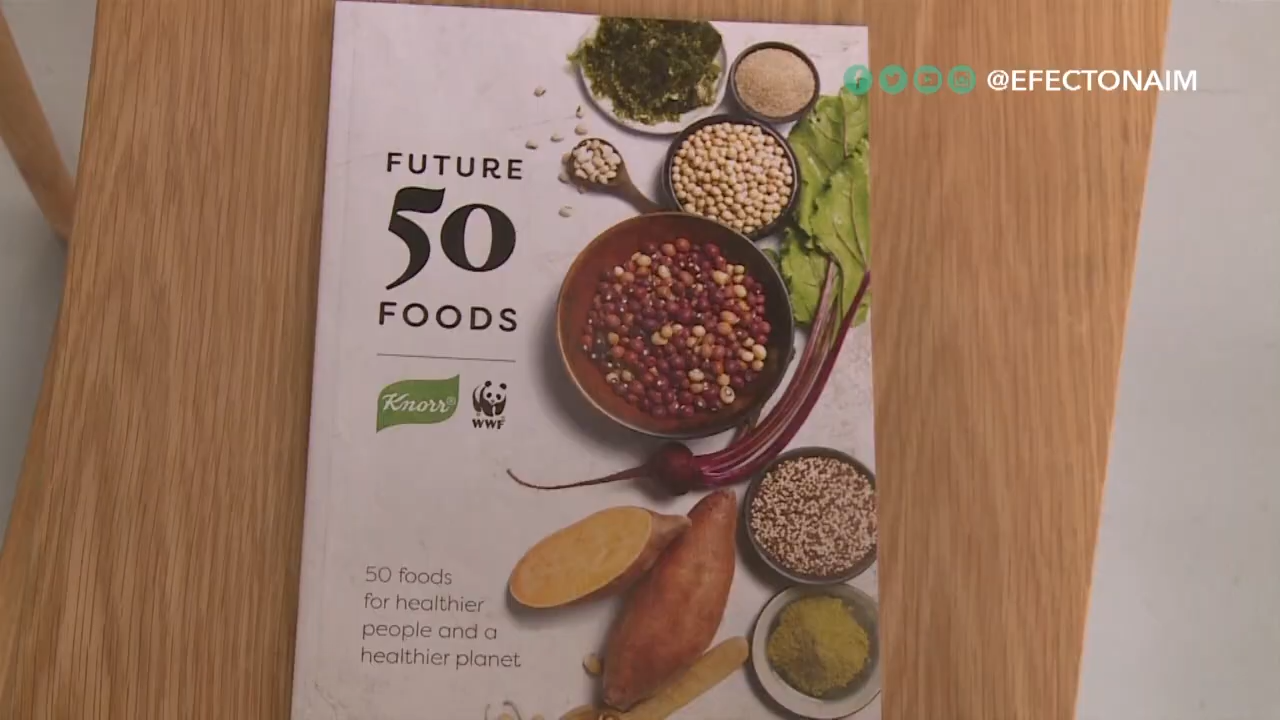 @EFECTONAIM
FUTURE
50
FOODS
Knorr®
WWF
50 foods
for healthier
people and a
healthier planet